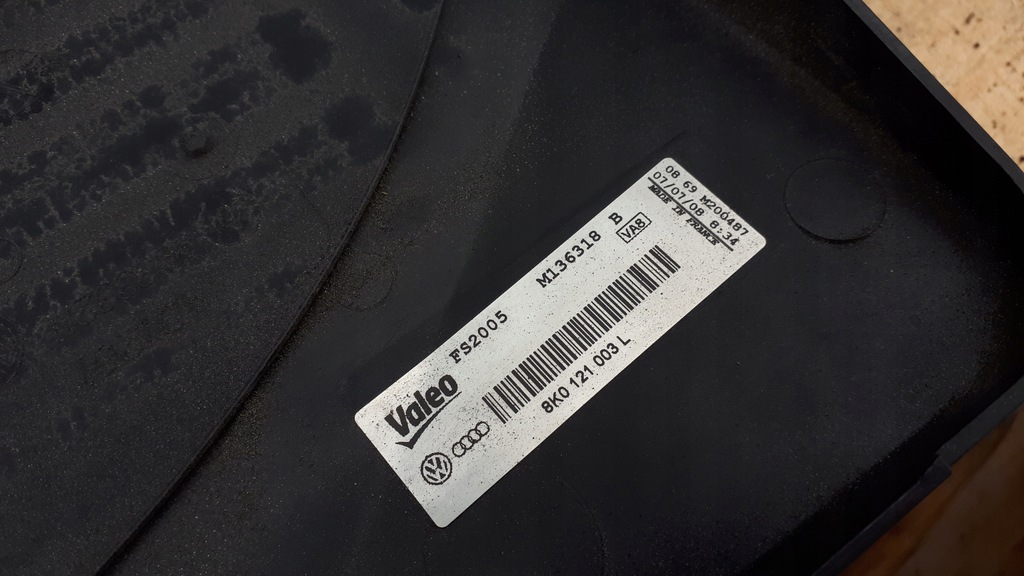 08 69 M200487
07/07/08 8:34
MADE IN FRANCE
FS2005 M136318 B
VA8
Valeo
8K0 121 003 L